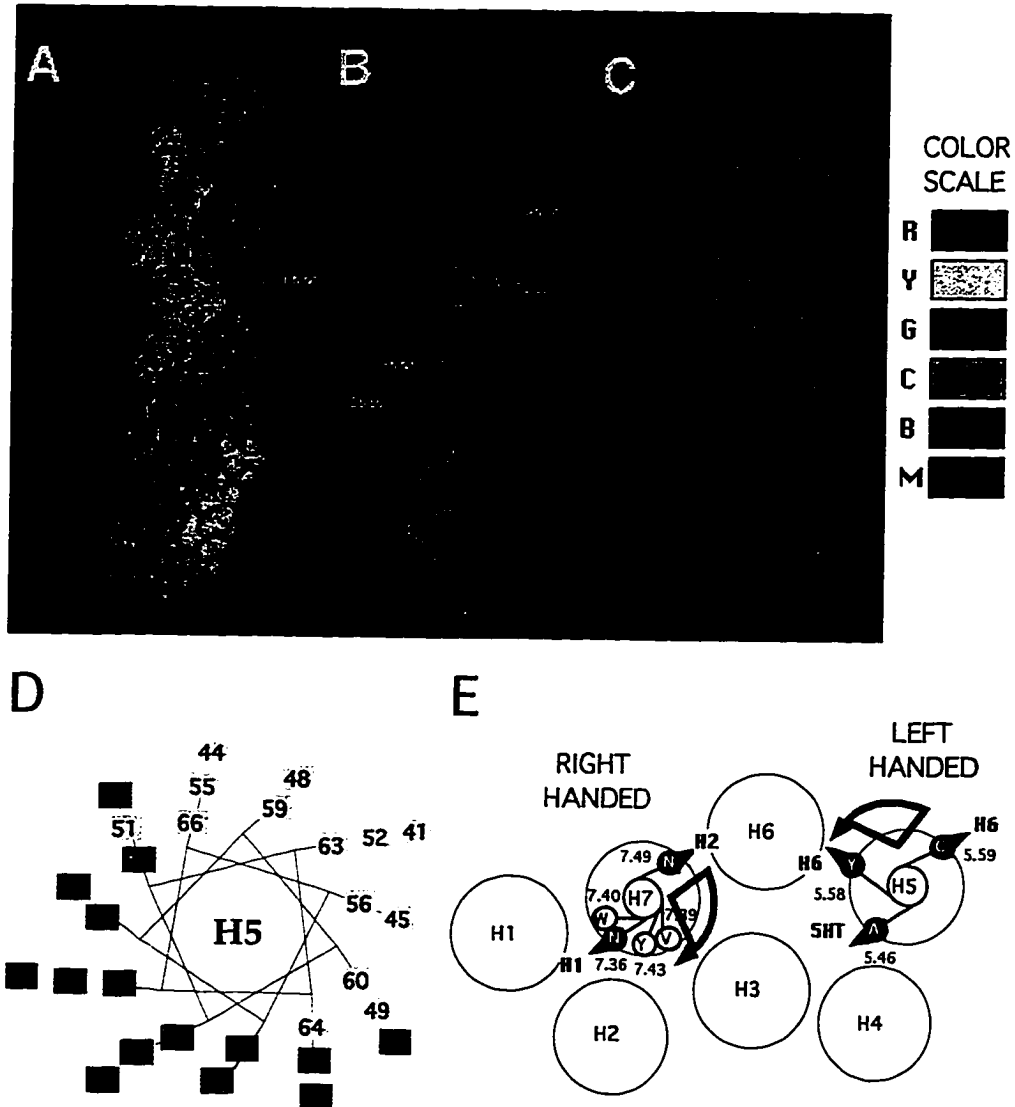 A B C
COLOR
SCALE
R
Y
G
C
B
M
D
44
55 48
51 66 59
63 52 41
56 45
H5
60
49
64
E
RIGHT
HANDED
LEFT
HANDED
H6
H2
7.49 N
H7
7.40
W
N
Y
V
H1
7.36 7.43
H1
H2
H3
H4
H6
5.59
H6
Y
5.58
H5
5HT
A
5.46